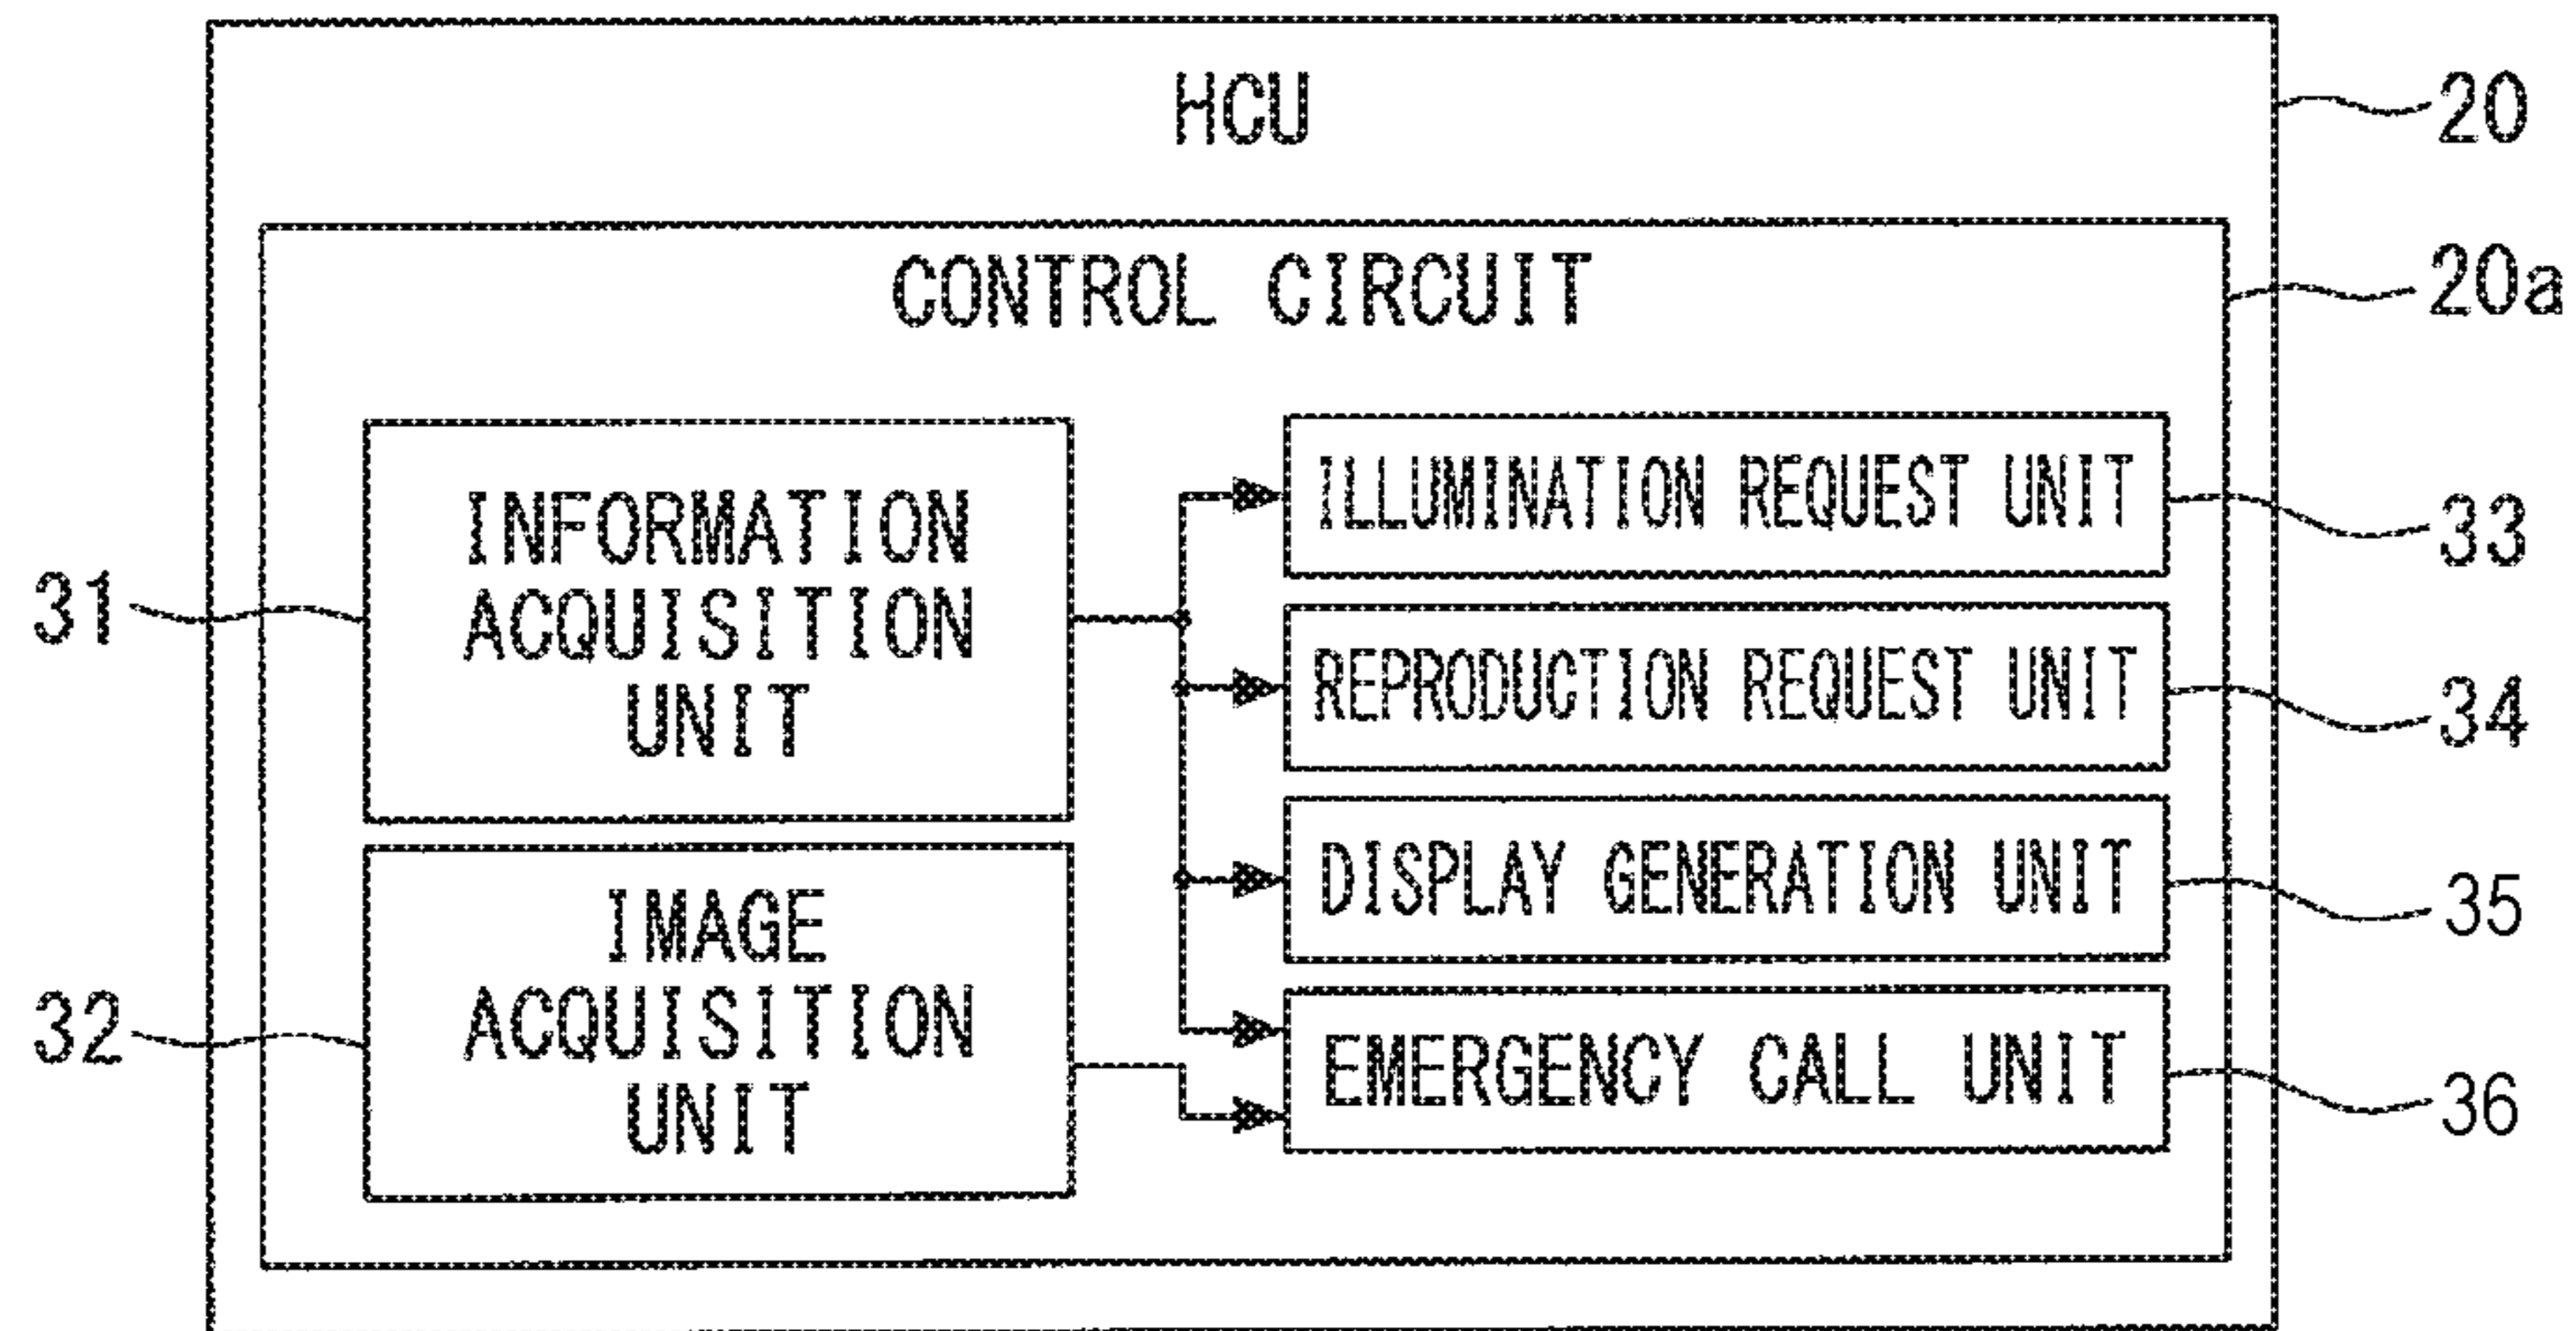 HCU
20
CONTROL CIRCUIT
20a
INFORMATION
ACQUISITION
UNIT
31
IMAGE
ACQUISITION
UNIT
32
ILLUMINATION REQUEST UNIT
33
REPRODUCTION REQUEST UNIT
34
DISPLAY GENERATION UNIT
35
EMERGENCY CALL UNIT
36